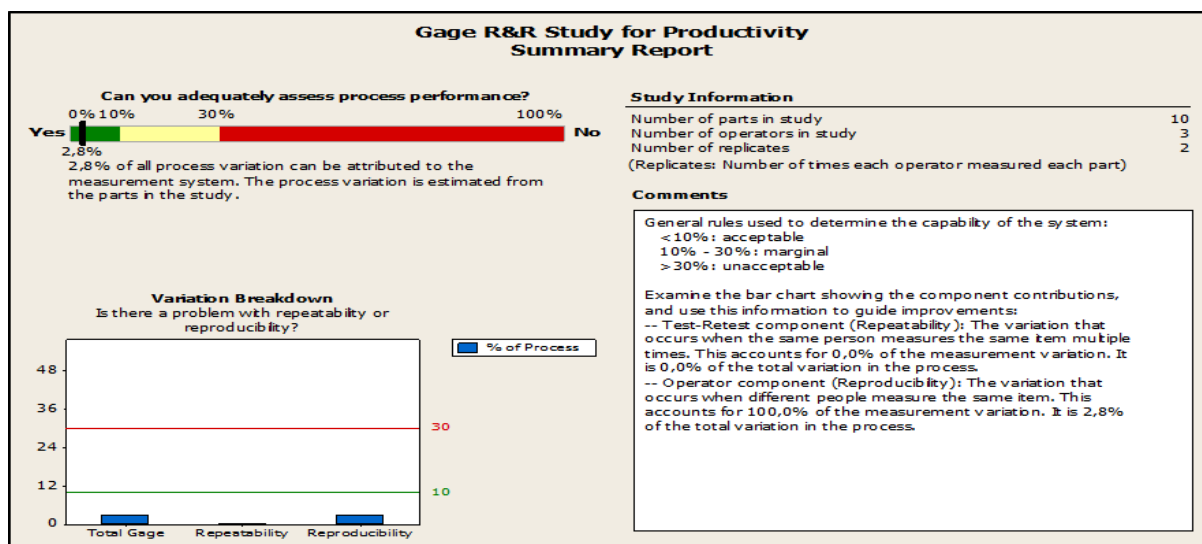 Gage R&R Study for Productivity
Summary Report
Can you adequately assess process performance?
0% 10% 30% 100%
Yes No
2,8%
2,8% of all process variation can be attributed to the
measurement system. The process variation is estimated from
the parts in the study.
Variation Breakdown
Is there a problem with repeatability or
reproducibility?
% of Process
48
36
30
24
12
10
0
Total Gage Repeatability Reproducibility
Study Information
Number of parts in study 10
Number of operators in study 3
Number of replicates 2
(Replicates: Number of times each operator measured each part)
Comments
General rules used to determine the capability of the system:
<10%: acceptable
10% - 30%: marginal
>30%: unacceptable
Examine the bar chart showing the component contributions,
and use this information to guide improvements:
-- Test-Retest component (Repeatability): The variation that
occurs when the same person measures the same item multiple
times. This accounts for 0,0% of the measurement variation. It
is 0,0% of the total variation in the process.
-- Operator component (Reproducibility): The variation that
occurs when different people measure the same item. This
accounts for 100,0% of the measurement variation. It is 2,8%
of the total variation in the process.